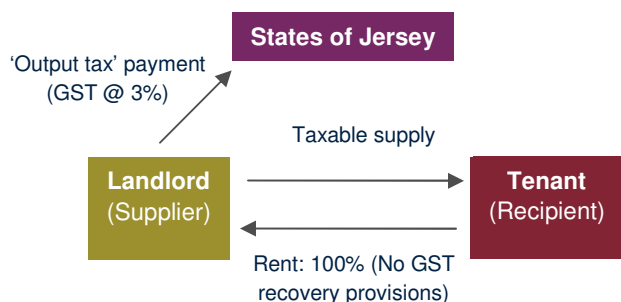 States of Jersey
‘Output tax’ payment
(GST @ 3%)
Taxable supply
Landlord
(Supplier)
Tenant
(Recipient)
Rent: 100% (No GST
recovery provisions)